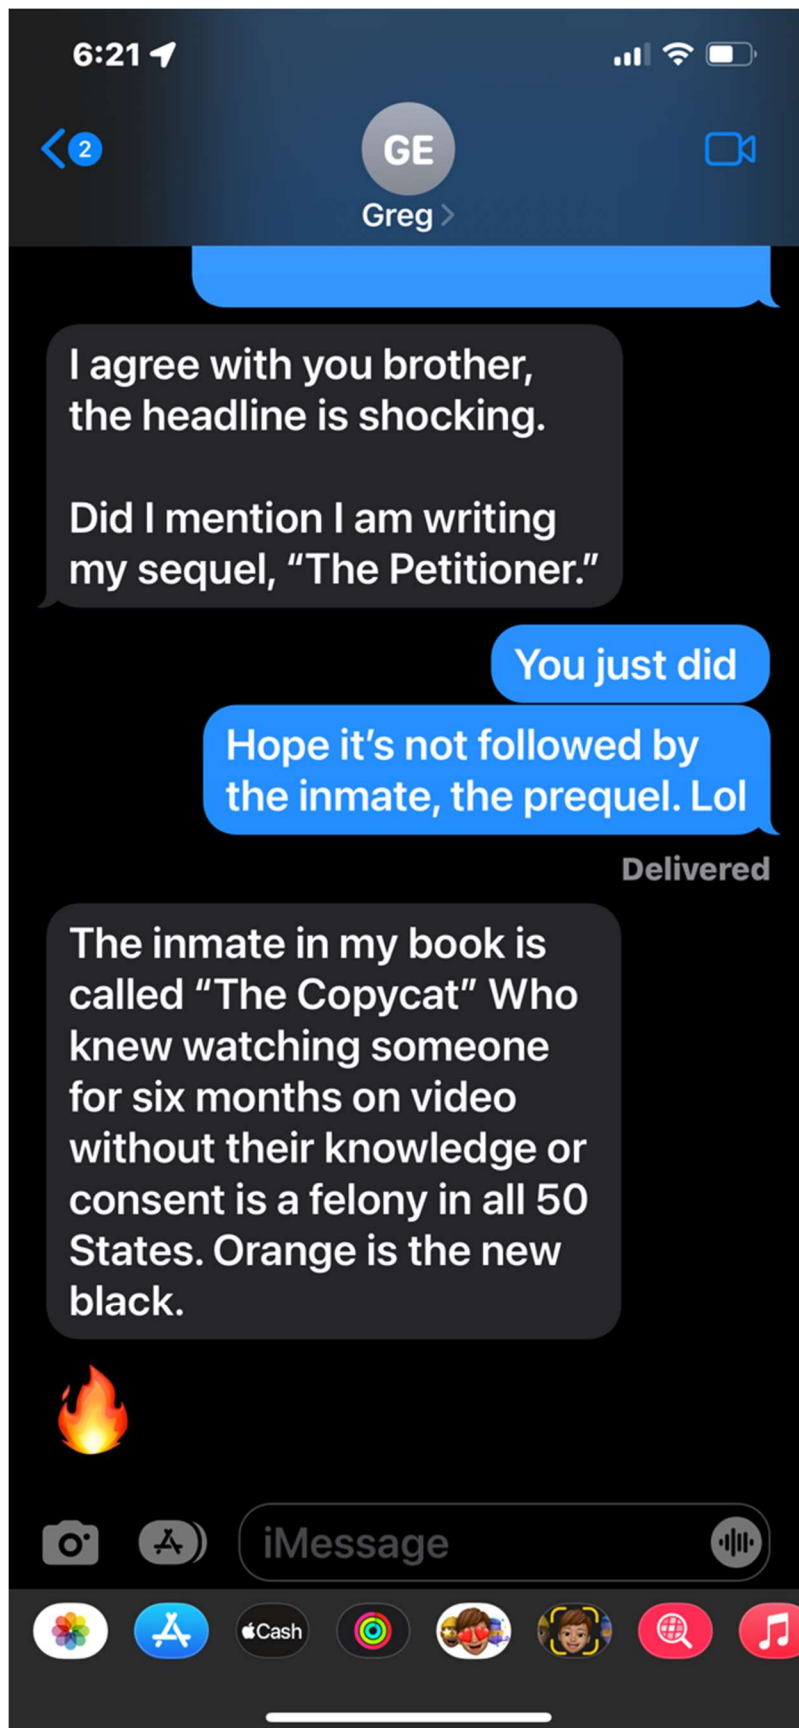 6:21
2
GE
Greg
I agree with you brother,
the headline is shocking.
Did I mention I am writing
my sequel, “The Petitioner.”
You just did
Hope it’s not followed by
the inmate, the prequel. Lol
Delivered
The inmate in my book is
called “The Copycat” Who
knew watching someone
for six months on video
without their knowledge or
consent is a felony in all 50
States. Orange is the new
black.
iMessage
Cash